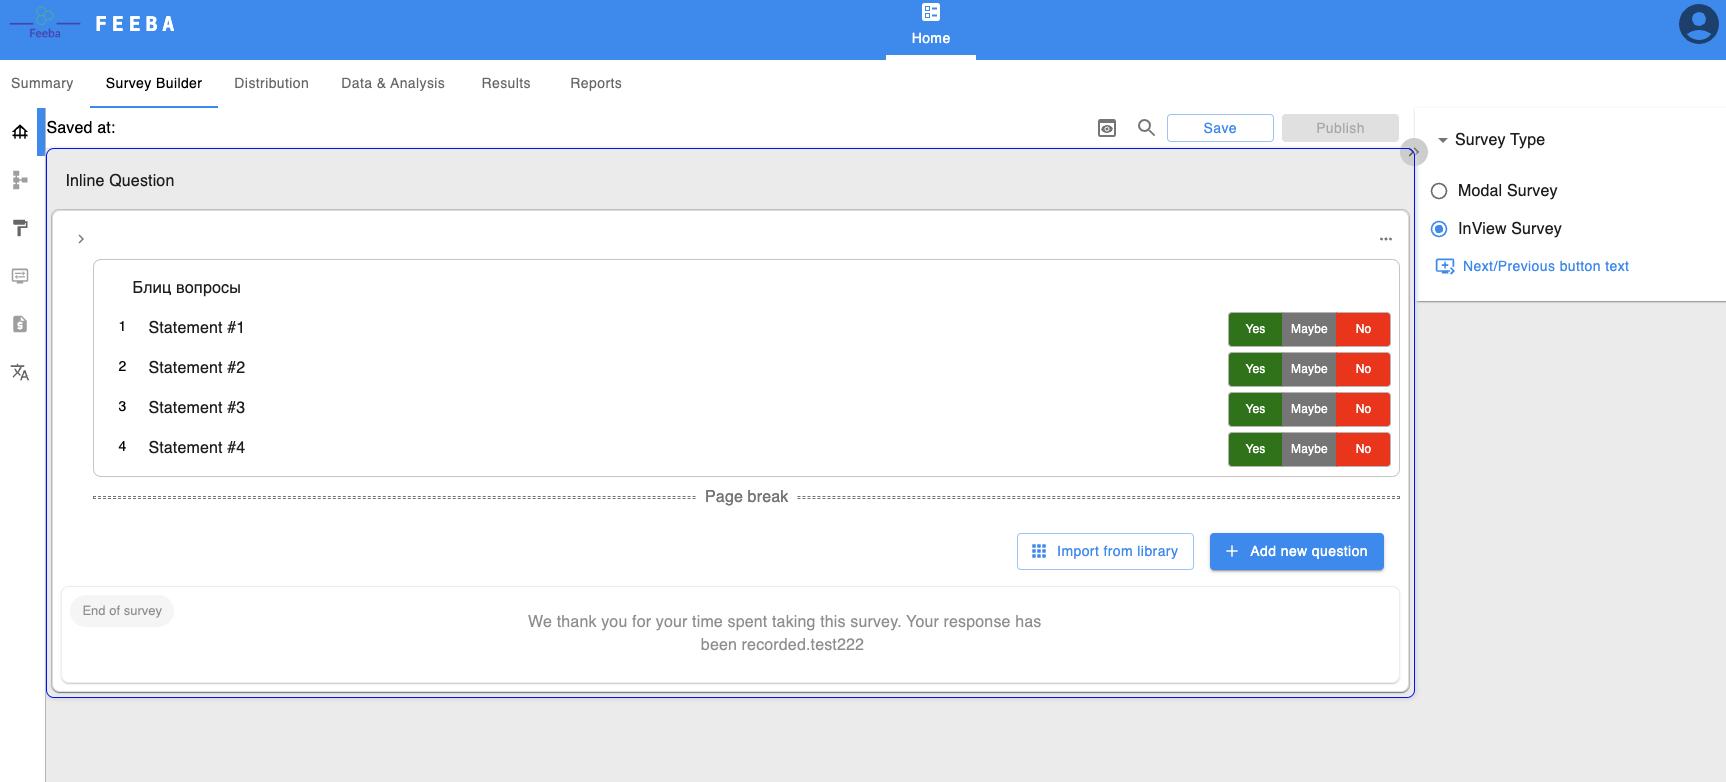 Feeba
FEEBA
Home
Summary
Survey Builder
Distribution
Data & Analysis
Results
Reports
Saved at:
Save
Publish
Survey Type
Modal Survey
InView Survey
Next/Previous button text
Inline Question
Блиц вопросы
1 Statement #1 Yes Maybe No
2 Statement #2 Yes Maybe No
3 Statement #3 Yes Maybe No
4 Statement #4 Yes Maybe No
Page break
Import from library
Add new question
End of survey
We thank you for your time spent taking this survey. Your response has
been recorded.test222